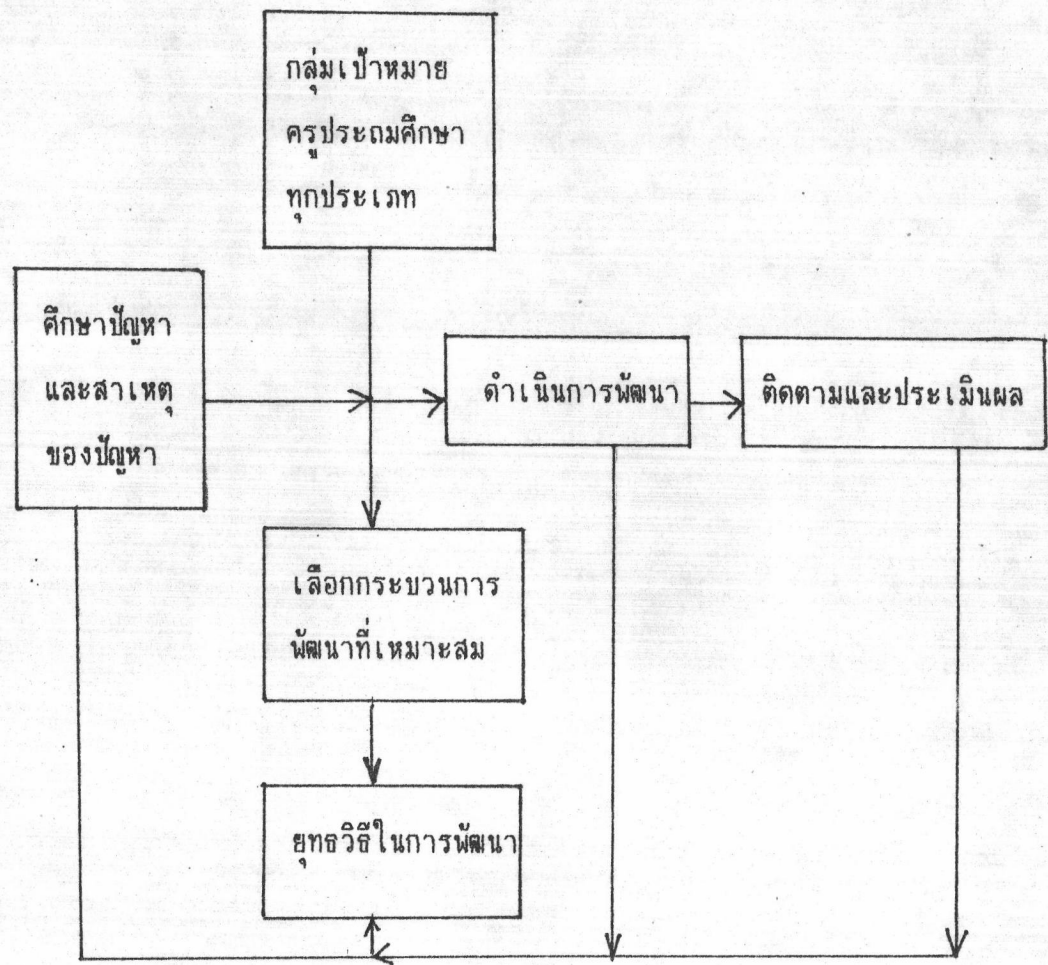 กลุ่มเป้าหมาย
ครูประถมศึกษา
ทุกประเภท
ศึกษาปัญหา
และสาเหตุ
ของปัญหา
ดำเนินการพัฒนา
ติดตามและประเมินผล
เลือกกระบวนการ
พัฒนาที่เหมาะสม
ยุทธวิธีในการพัฒนา